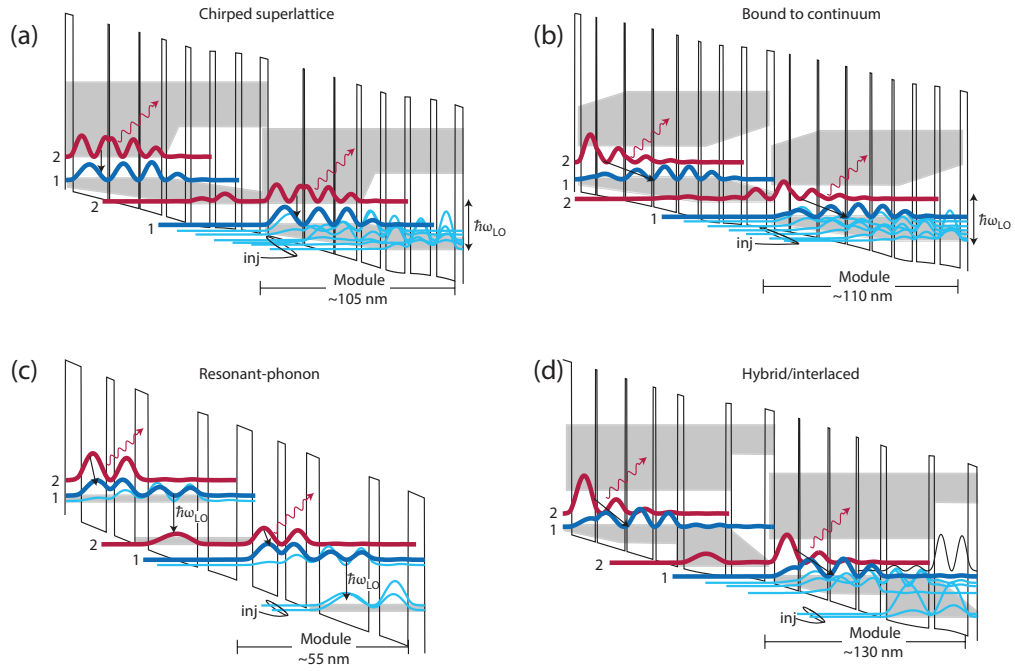 (a)
Chirped superlattice
2
1
2
1
ħωLO
inj
Module
~105 nm
(b)
Bound to continuum
2
1
2
1
ħωLO
inj
Module
~110 nm
(c)
Resonant-phonon
2
1
ħωLO
2
1
ħωLO
inj
Module
~55 nm
(d)
Hybrid/interlaced
2
1
2
1
inj
Module
~130 nm